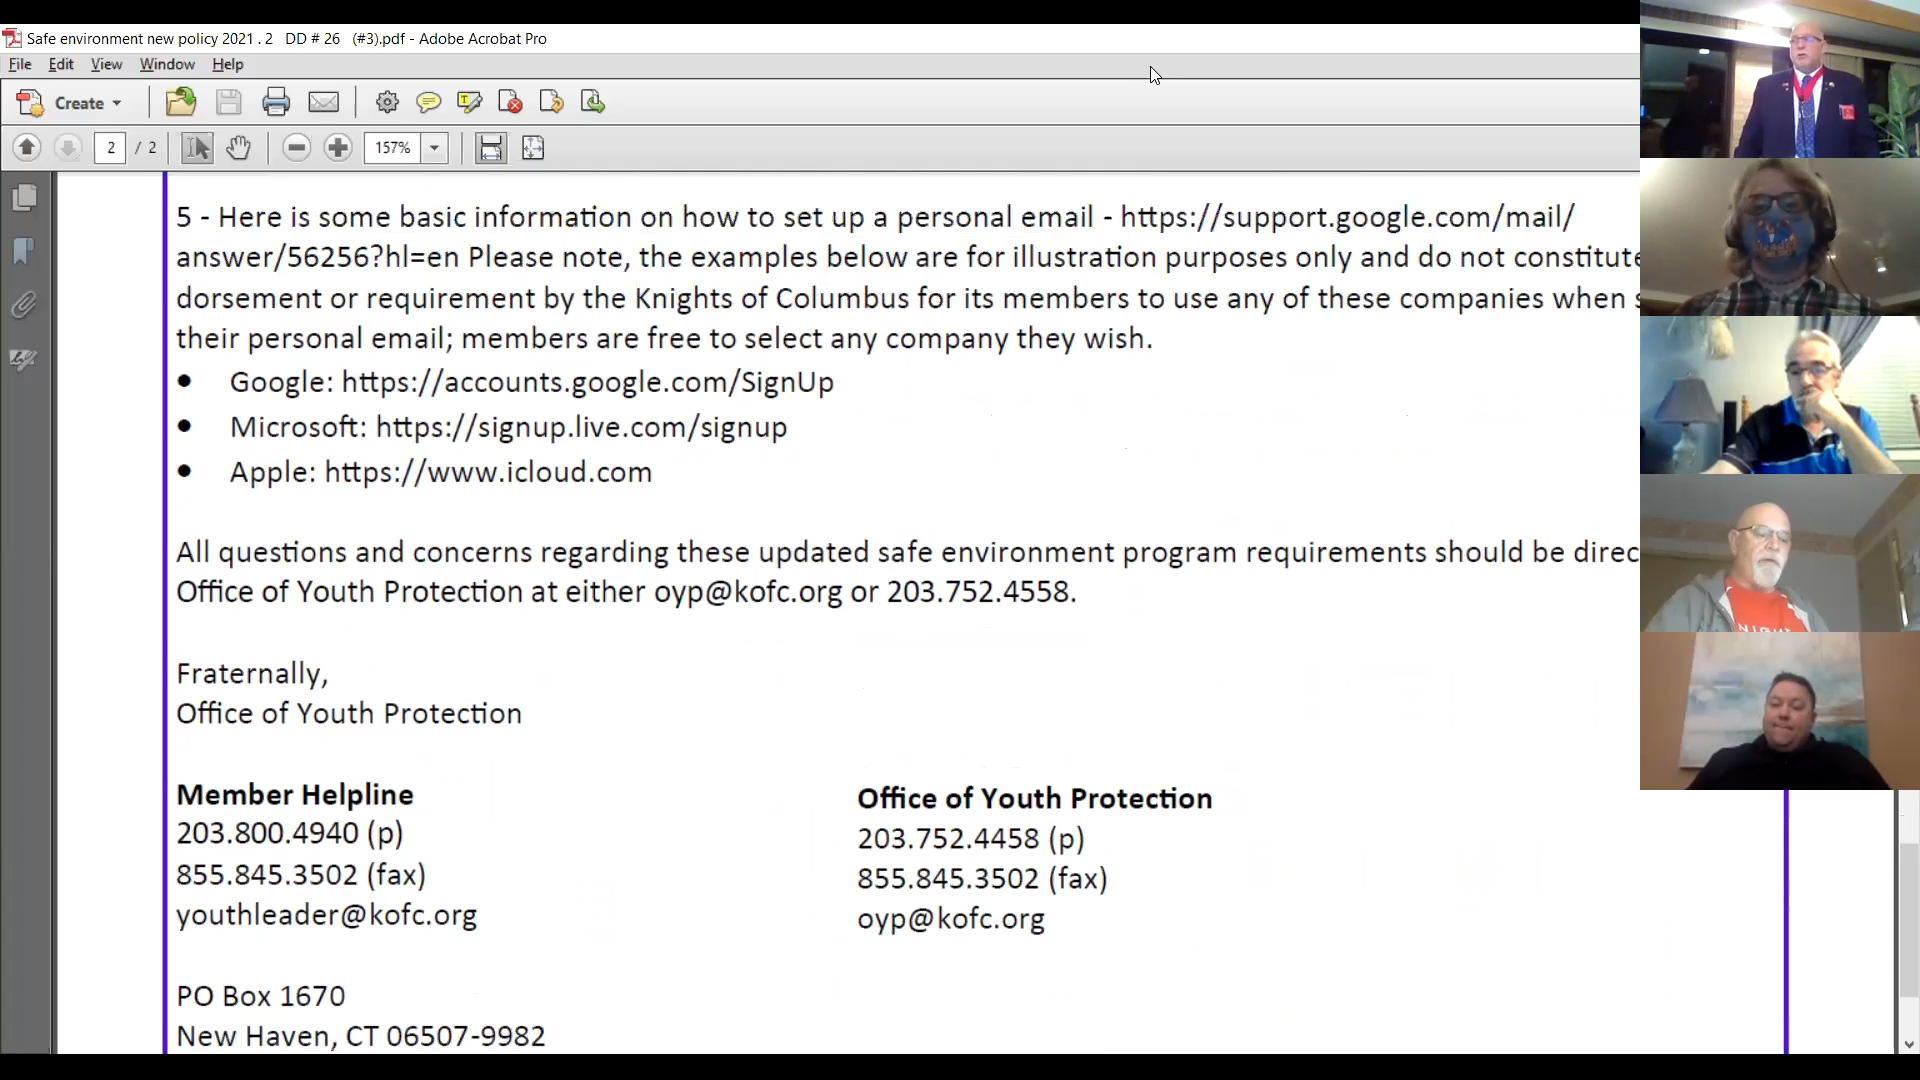 Safe environment new policy 2021 . 2 DD # 26 (#3).pdf - Adobe Acrobat Pro
File Edit View Window Help
Create
2 / 2 157%
5 - Here is some basic information on how to set up a personal email - https://support.google.com/mail/
answer/56256?hl=en Please note, the examples below are for illustration purposes only and do not constitute
dorsement or requirement by the Knights of Columbus for its members to use any of these companies when s
their personal email; members are free to select any company they wish.
• Google: https://accounts.google.com/SignUp
• Microsoft: https://signup.live.com/signup
• Apple: https://www.icloud.com
All questions and concerns regarding these updated safe environment program requirements should be direc
Office of Youth Protection at either oyp@kofc.org or 203.752.4558.
Fraternally,
Office of Youth Protection
Member Helpline
203.800.4940 (p)
855.845.3502 (fax)
youthleader@kofc.org
Office of Youth Protection
203.752.4458 (p)
855.845.3502 (fax)
oyp@kofc.org
PO Box 1670
New Haven, CT 06507-9982